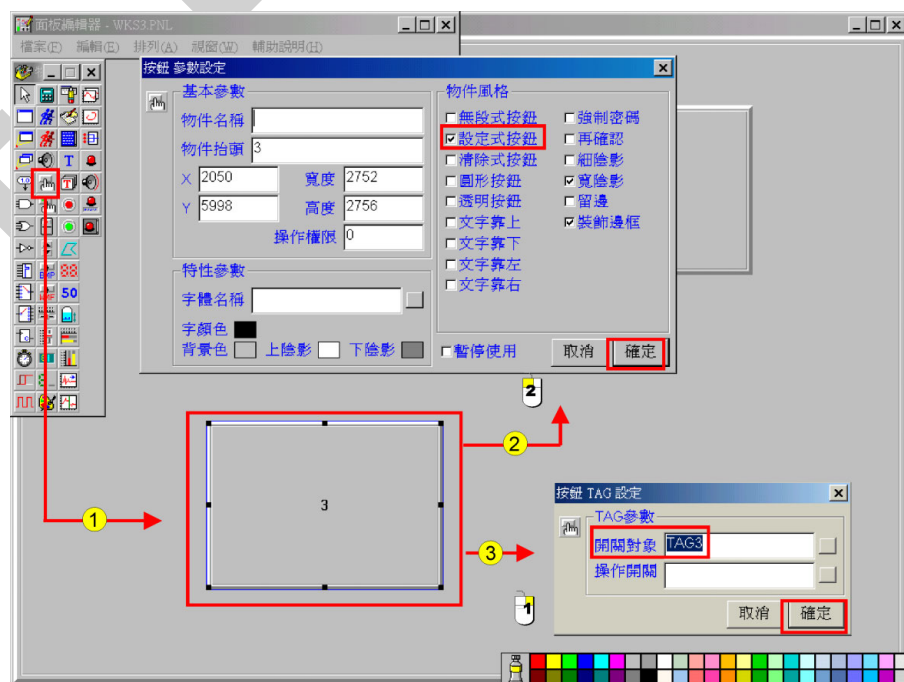 面板編輯器 - WKS3.PNL
檔案(F) 編輯(E) 排列(A) 視窗(W) 輔助說明(H)
按鈕 參數設定
基本參數
物件名稱
物件抬頭 3
X 2050 寬度 2752
Y 5998 高度 2756
操作權限 0
特性參數
字體名稱
字顏色
背景色 上陰影 下陰影
物件風格
無段式按鈕 強制密碼
設定式按鈕 再確認
清除式按鈕 細陰影
圓形按鈕 寬陰影
透明按鈕 留邊
文字靠上 裝飾邊框
文字靠下
文字靠左
文字靠右
暫停使用 取消 確定
T
T
88
50
2
3
1
2
3
按鈕 TAG 設定
TAG參數
開關對象 TAG3
操作開關
取消 確定
1